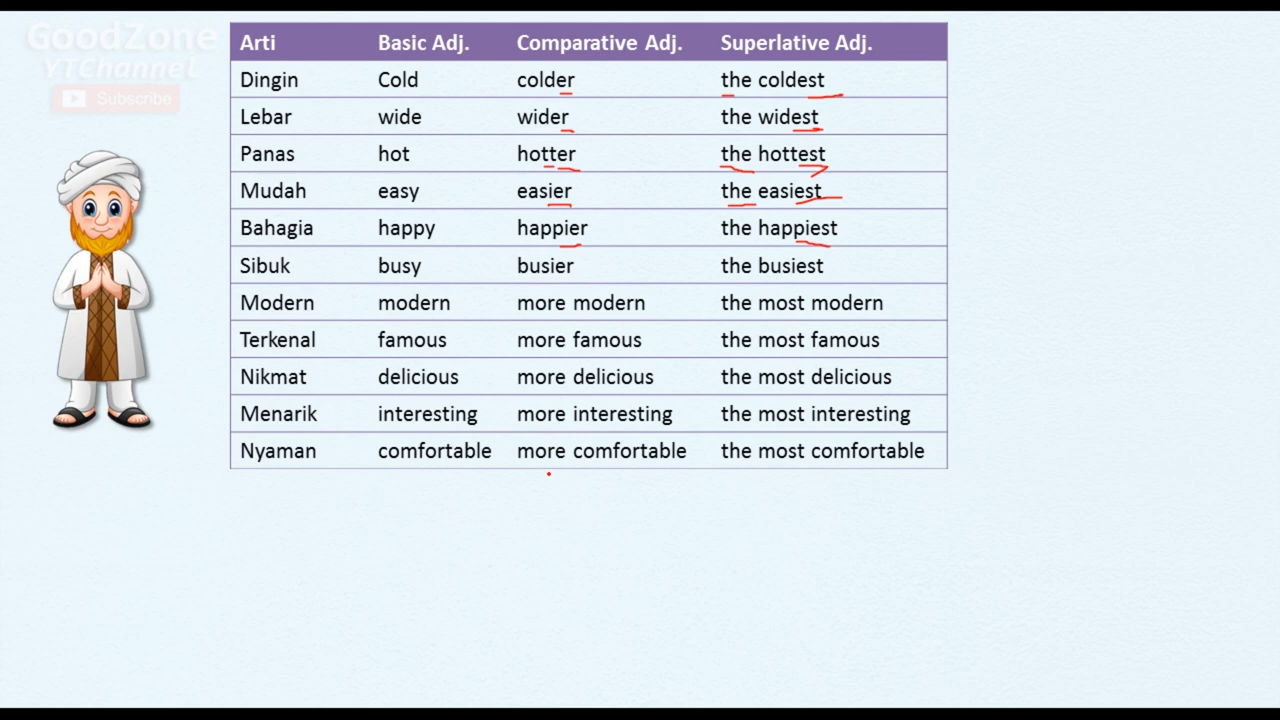 GoodZone
YTChannel
Subscribe
Arti Basic Adj. Comparative Adj. Superlative Adj.
Dingin Cold colder the coldest
Lebar wide wider the widest
Panas hot hotter the hottest
Mudah easy easier the easiest
Bahagia happy happier the happiest
Sibuk busy busier the busiest
Modern modern more modern the most modern
Terkenal famous more famous the most famous
Nikmat delicious more delicious the most delicious
Menarik interesting more interesting the most interesting
Nyaman comfortable more comfortable the most comfortable